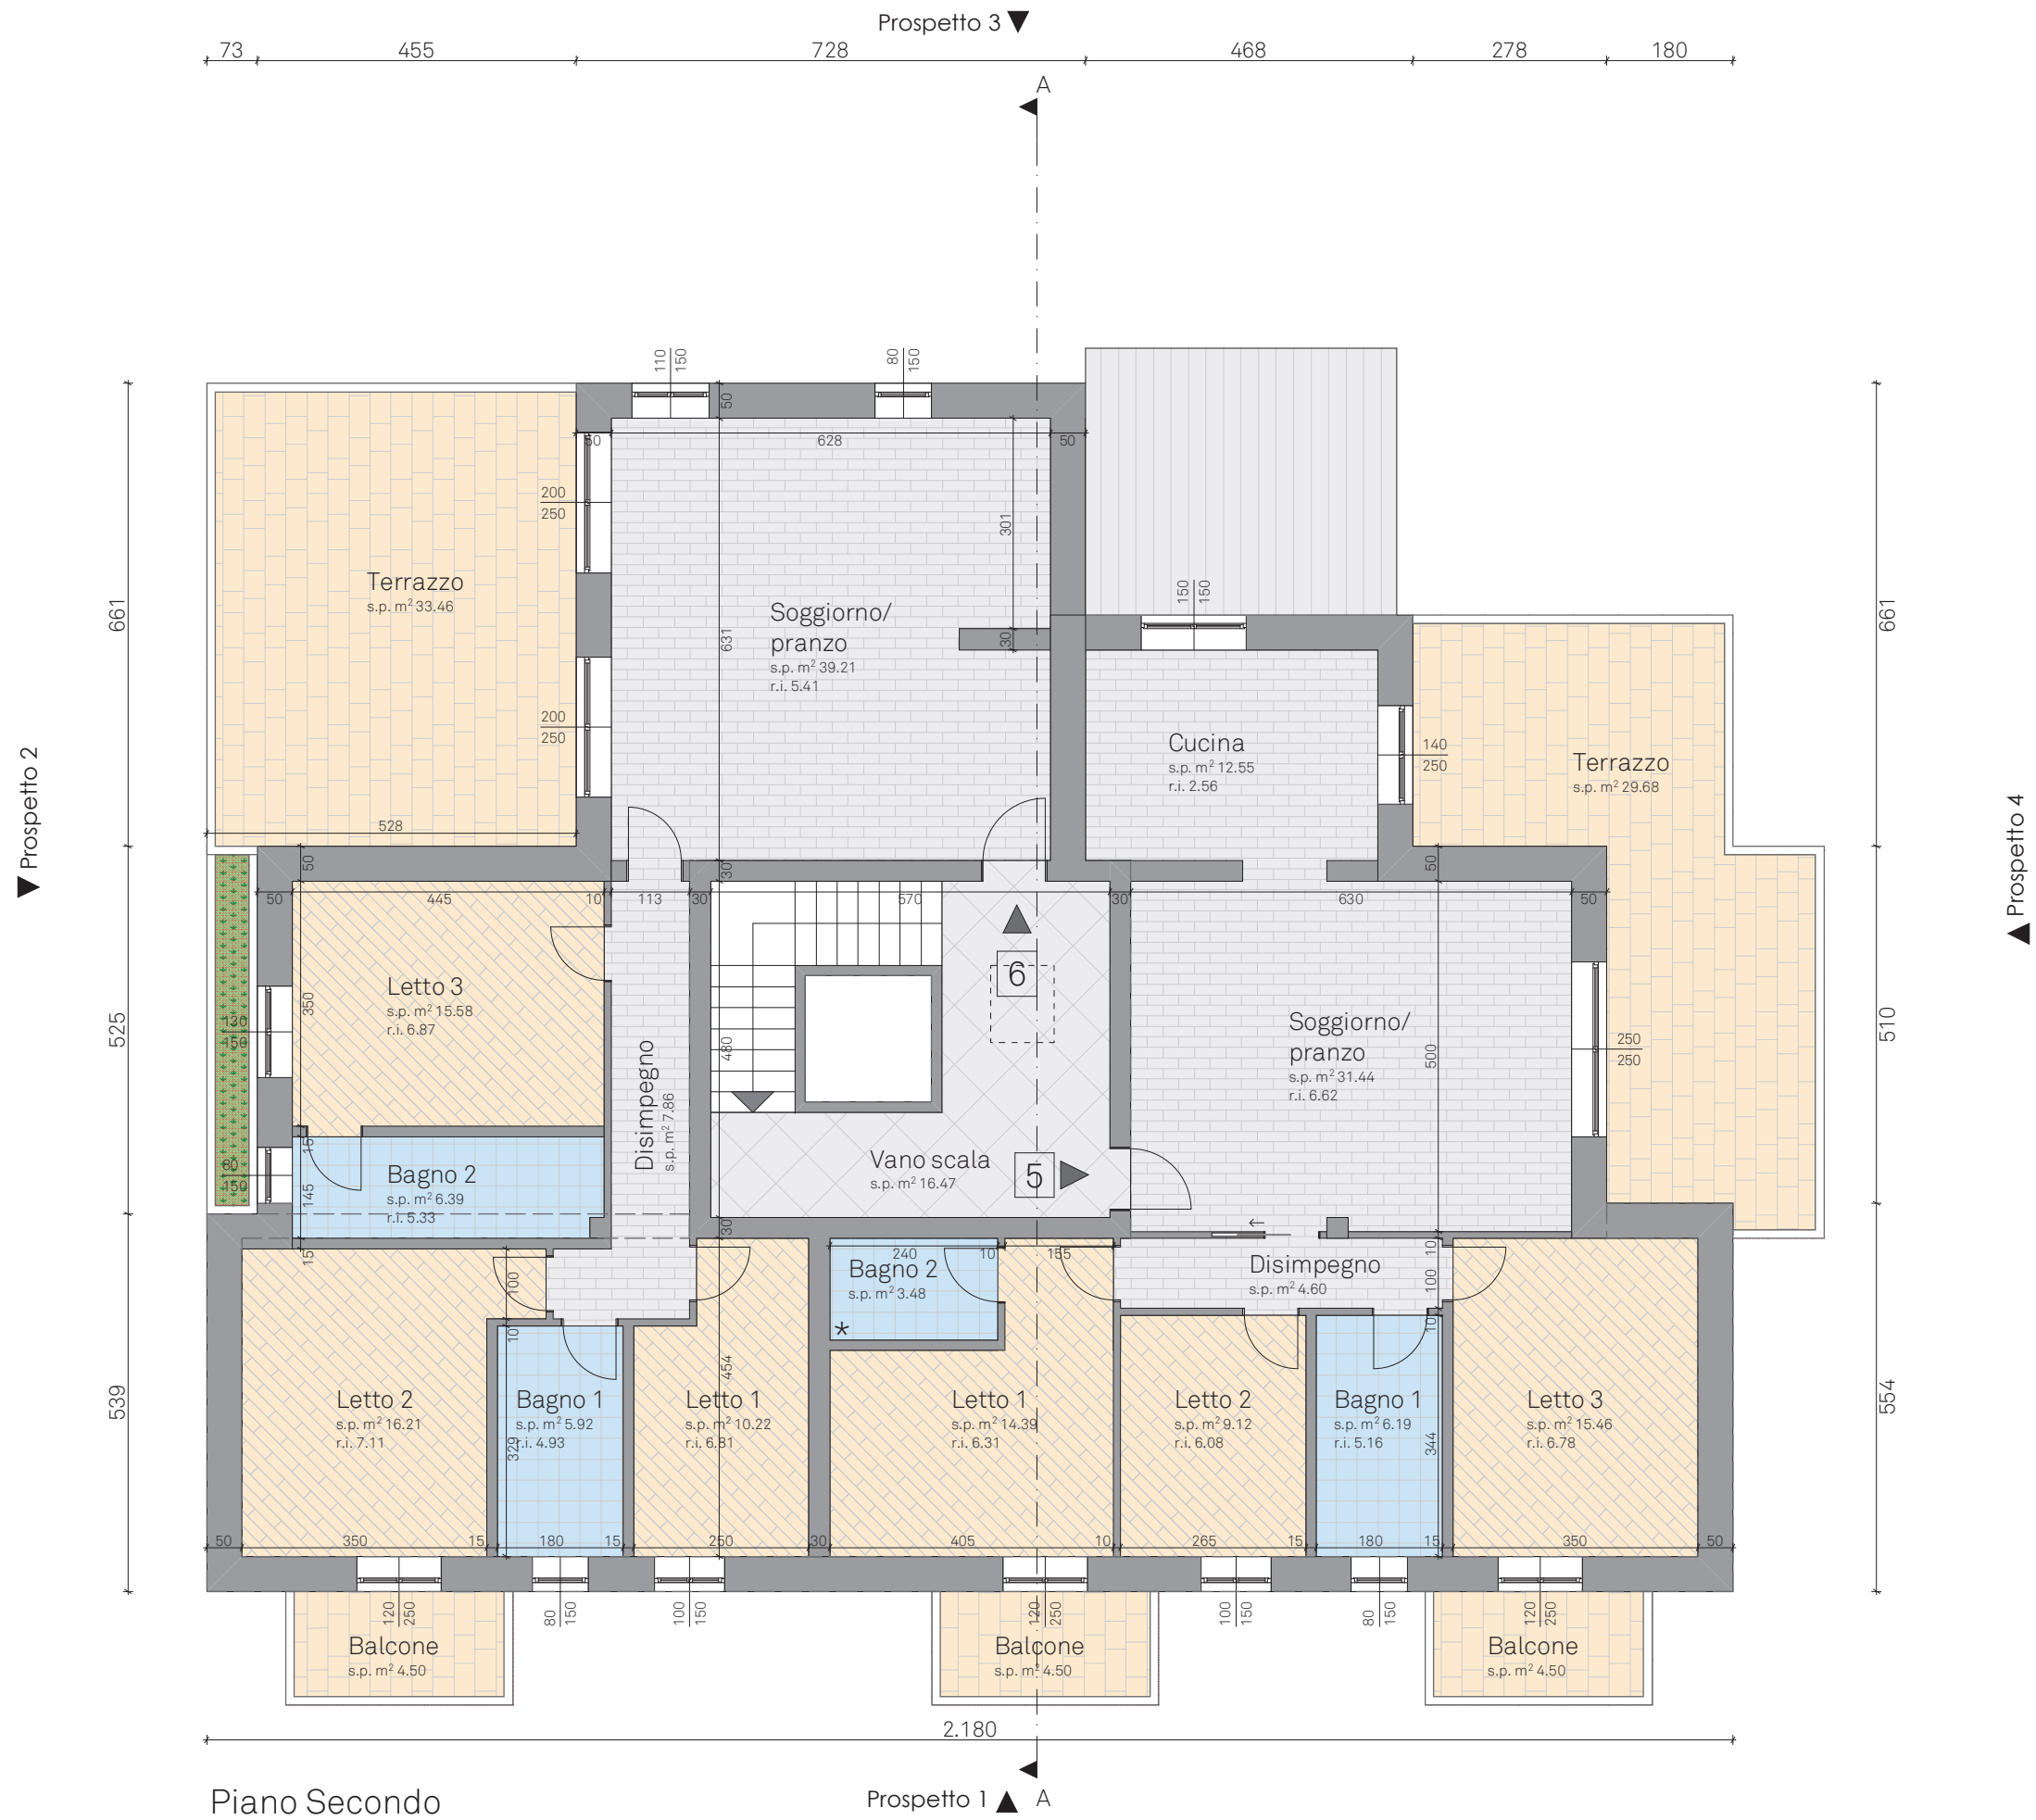 Prospetto 3
73 455 728 468 278 180
A
110 150
80 150
50
50 628 50
200
250
301
661
661
Terrazzo
s.p. m² 33.46
150 150
Soggiorno/
pranzo
s.p. m² 39.21
r.i. 5.41
631
30
200
250
Cucina
s.p. m² 12.55
r.i. 2.56
140
250
Terrazzo
s.p. m² 29.68
Prospetto 2
Prospetto 4
528
50
30
50
50 445 10 113 30 570 30 630 50
Letto 3
s.p. m² 15.58
r.i. 6.87
350
6
525
510
130
150
480
Soggiorno/
pranzo
s.p. m² 31.44
r.i. 6.62
500
250
250
Disimpegno
s.p. m² 7.86
15
80
150
Bagno 2
s.p. m² 6.39
r.i. 5.33
145
Vano scala
s.p. m² 16.47
5
30
15
240 10 155
10
Bagno 2
s.p. m² 3.48
*
Disimpegno
s.p. m² 4.60
100
100
10
10
539
554
454
Letto 2
s.p. m² 16.21
r.i. 7.11
Bagno 1
s.p. m² 5.92
r.i. 4.93
329
Letto 1
s.p. m² 10.22
r.i. 6.81
Letto 1
s.p. m² 14.39
r.i. 6.31
Letto 2
s.p. m² 9.12
r.i. 6.08
Bagno 1
s.p. m² 6.19
r.i. 5.16
344
Letto 3
s.p. m² 15.46
r.i. 6.78
50 350 15 180 15 250 30 405 10 265 15 180 15 350 50
120 250
80 150
100 150
120 250
100 150
80 150
120 250
Balcone
s.p. m² 4.50
Balcone
s.p. m² 4.50
Balcone
s.p. m² 4.50
2.180
Piano Secondo
Prospetto 1
A